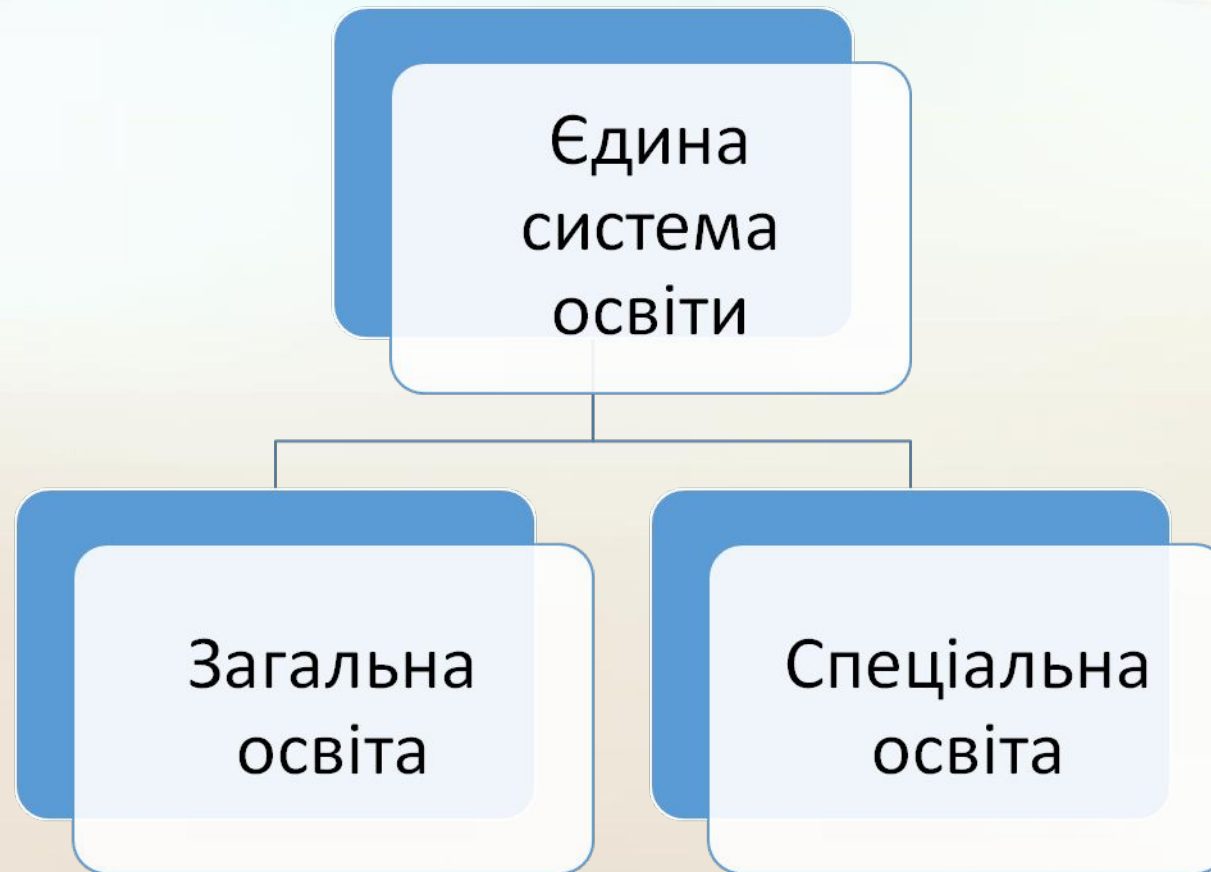 Єдина
система
освіти
Загальна
освіта
Спеціальна
освіта